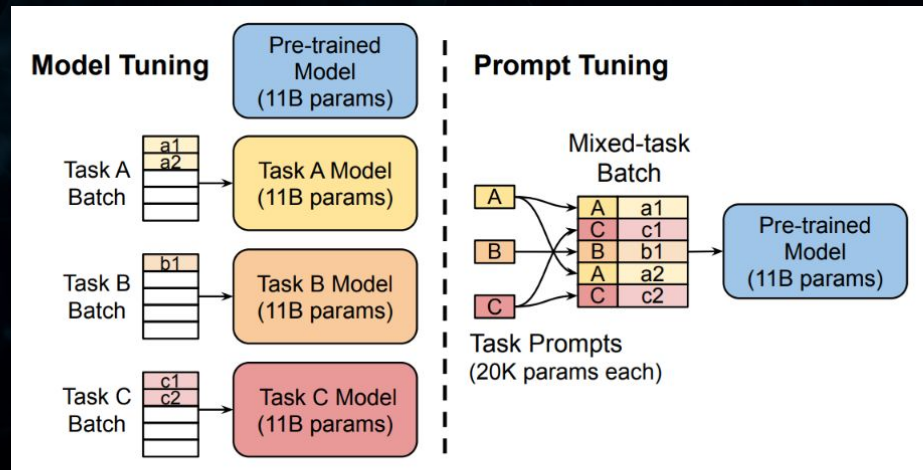 Model Tuning
Pre-trained
Model
(11B params)
Task A
Batch
a1
a2
Task A Model
(11B params)
Task B
Batch
b1
Task B Model
(11B params)
Task C
Batch
c1
c2
Task C Model
(11B params)
Prompt Tuning
Mixed-task
Batch
A
B
C
A a1
C c1
B b1
A a2
C c2
Task Prompts
(20K params each)
Pre-trained
Model
(11B params)